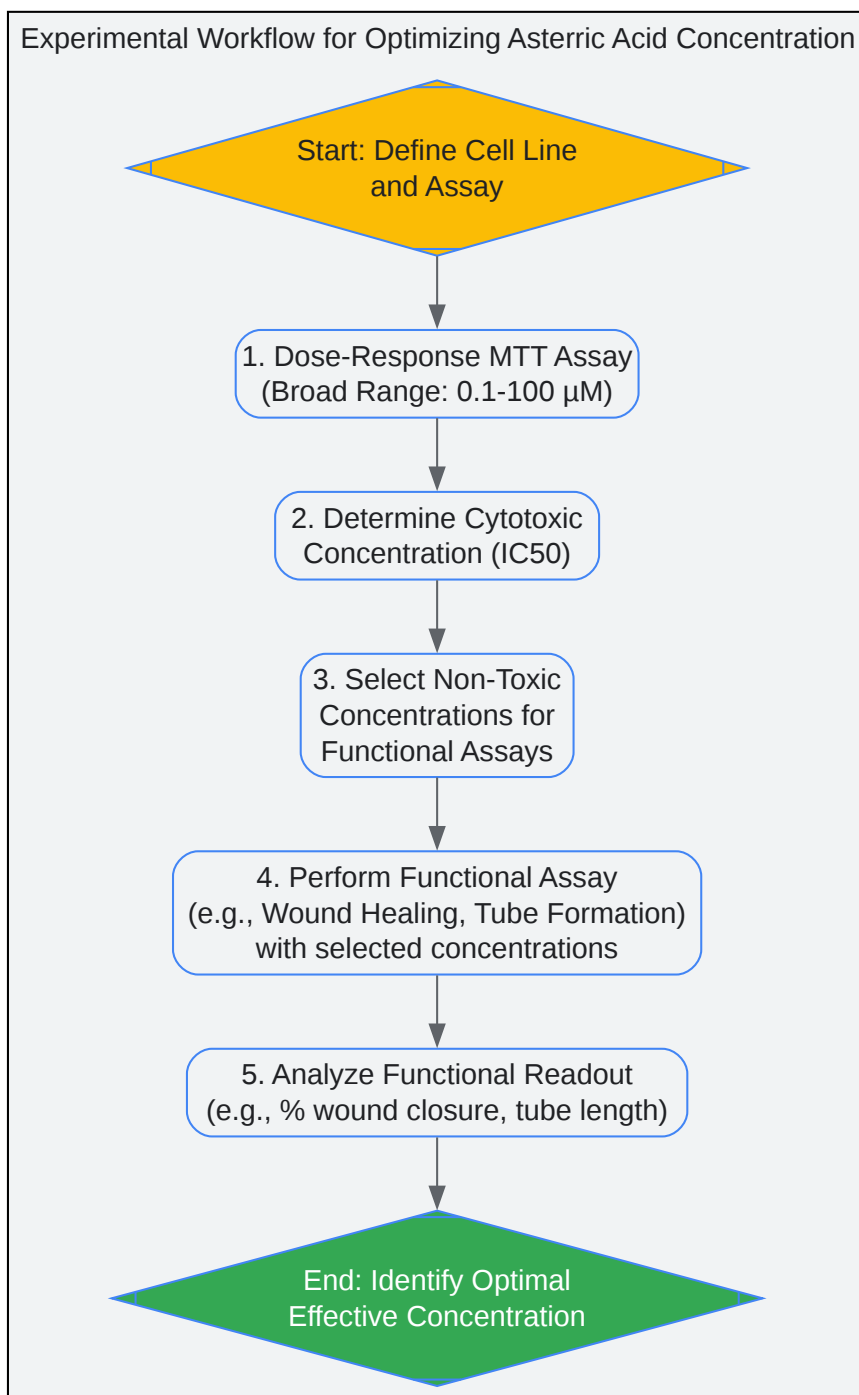 Experimental Workflow for Optimizing Asterric Acid Concentration
Start: Define Cell Line
and Assay
1. Dose-Response MTT Assay
(Broad Range: 0.1-100 µM)
2. Determine Cytotoxic
Concentration (IC50)
3. Select Non-Toxic
Concentrations for
Functional Assays
4. Perform Functional Assay
(e.g., Wound Healing, Tube Formation)
with selected concentrations
5. Analyze Functional Readout
(e.g., % wound closure, tube length)
End: Identify Optimal
Effective Concentration